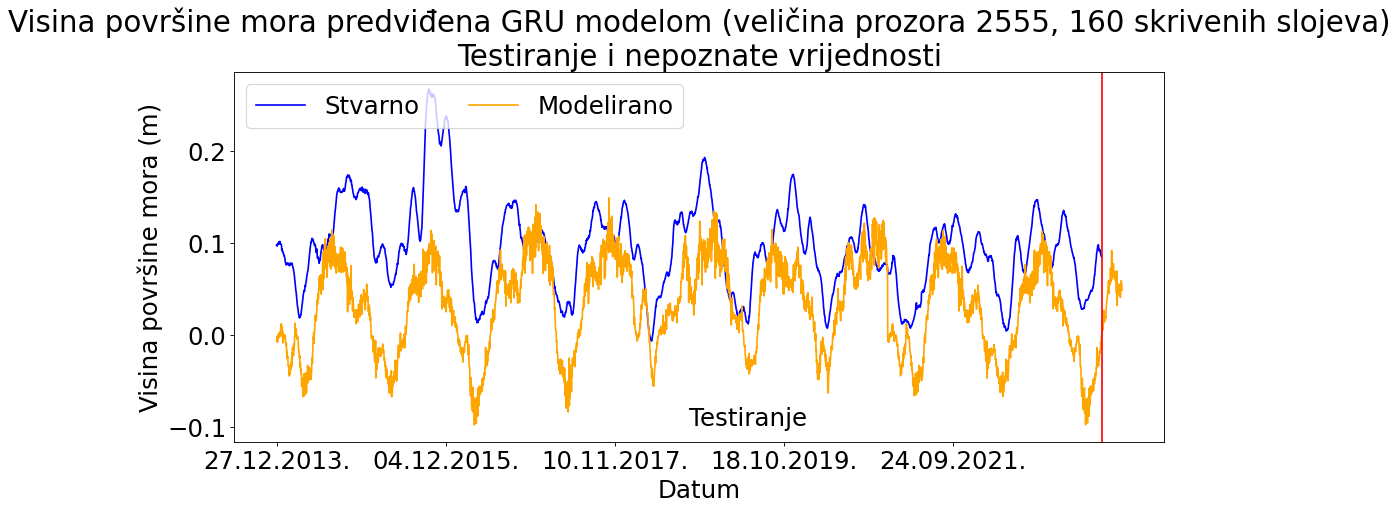 Visina površine mora predviđena GRU modelom (veličina prozora 2555, 160 skrivenih slojeva)
Testiranje i nepoznate vrijednosti
Stvarno
Modelirano
Visina površine mora (m)
0.2
0.1
0.0
−0.1
Testiranje
27.12.2013.
04.12.2015.
10.11.2017.
18.10.2019.
24.09.2021.
Datum